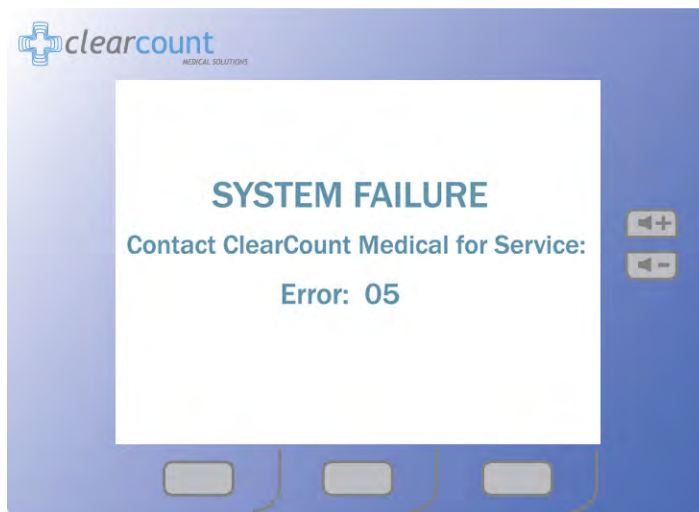 clearcount
MEDICAL SOLUTIONS
SYSTEM FAILURE
Contact ClearCount Medical for Service:
Error: 05